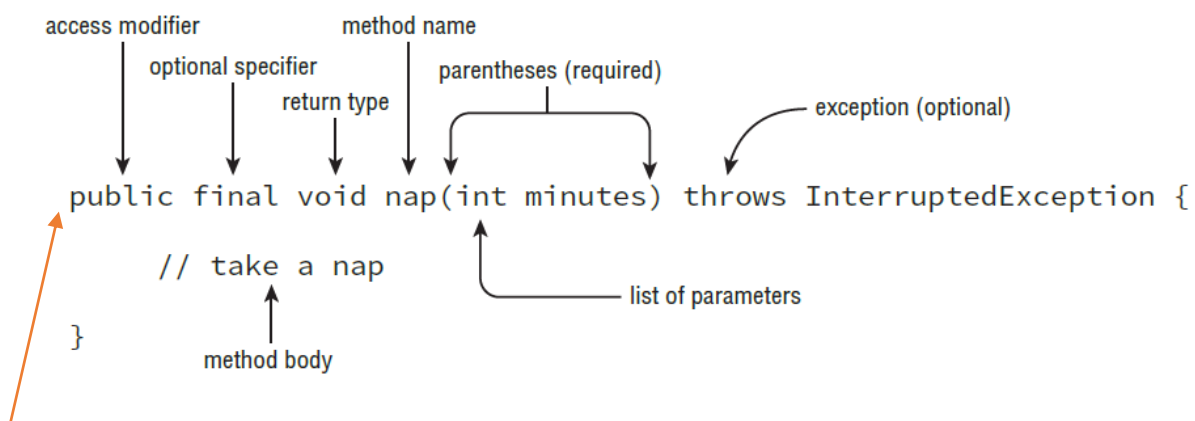 access modifier
method name
optional specifier
parentheses (required)
return type
exception (optional)
public final void nap(int minutes) throws InterruptedException {
// take a nap
list of parameters
}
method body